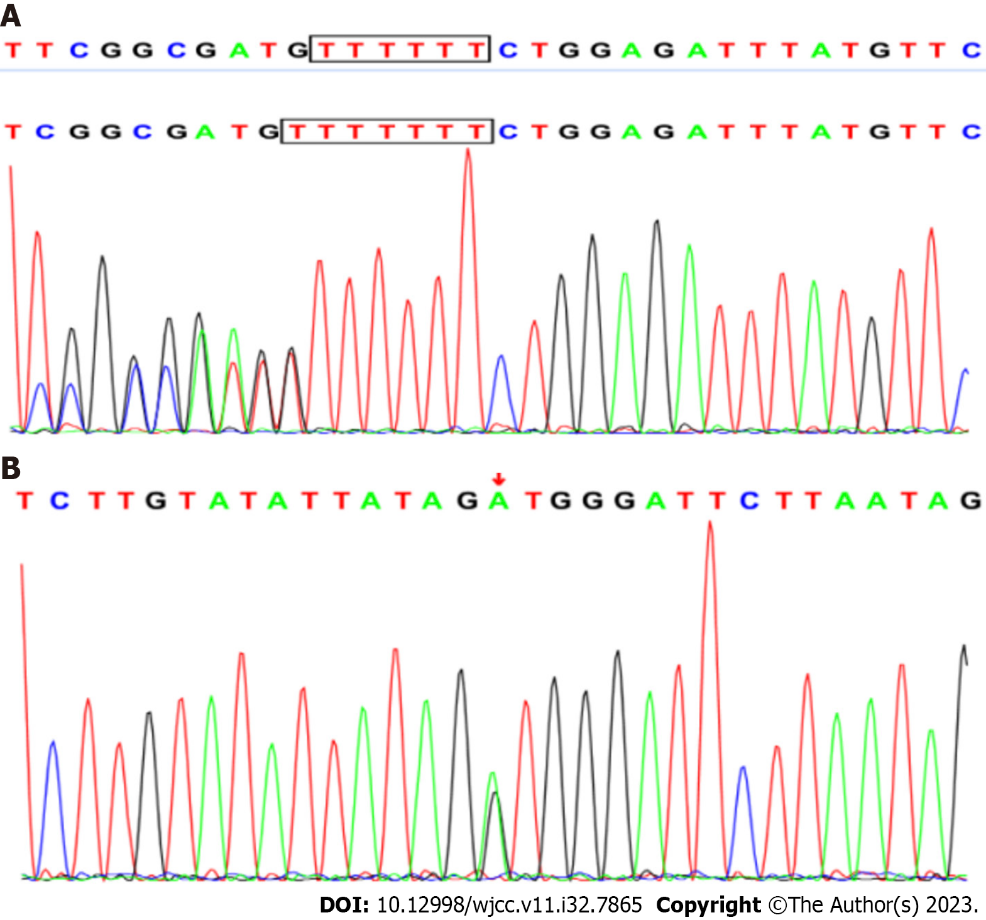 A
T T C G G C G A T G T T T T T T C T G G A G A T T T A T G T T C
T C G G C G A T G T T T T T T T C T G G A G A T T T A T G T T C
B
T C T T G T A T A T T A T A G A T G G G A T T C T T A A T A G
DOI: 10.12998/wjcc.v11.i32.7865 Copyright ©The Author(s) 2023.